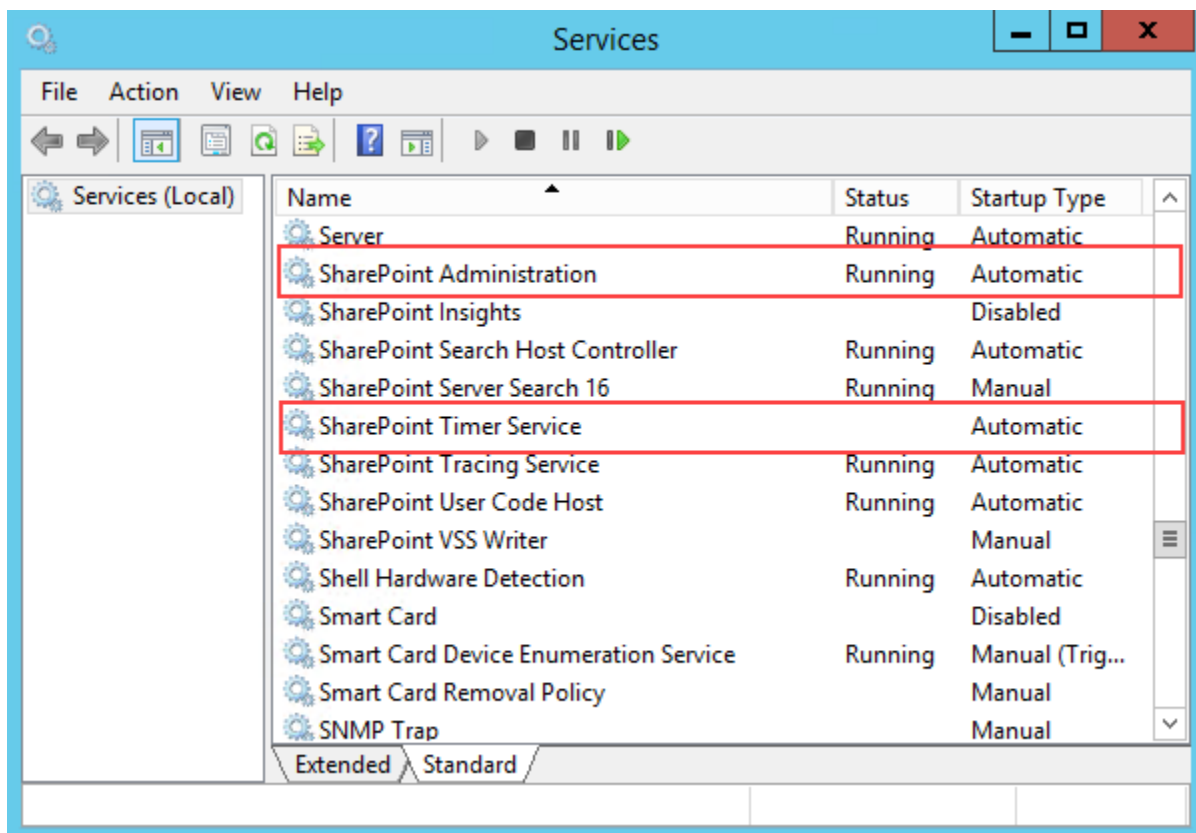 Services
File Action View Help
Services (Local)
Name Status Startup Type
Server Running Automatic
SharePoint Administration Running Automatic
SharePoint Insights Disabled
SharePoint Search Host Controller Running Automatic
SharePoint Server Search 16 Running Manual
SharePoint Timer Service Automatic
SharePoint Tracing Service Running Automatic
SharePoint User Code Host Running Automatic
SharePoint VSS Writer Manual
Shell Hardware Detection Running Automatic
Smart Card Disabled
Smart Card Device Enumeration Service Running Manual (Trig...
Smart Card Removal Policy Manual
SNMP Trap Manual
Extended Standard